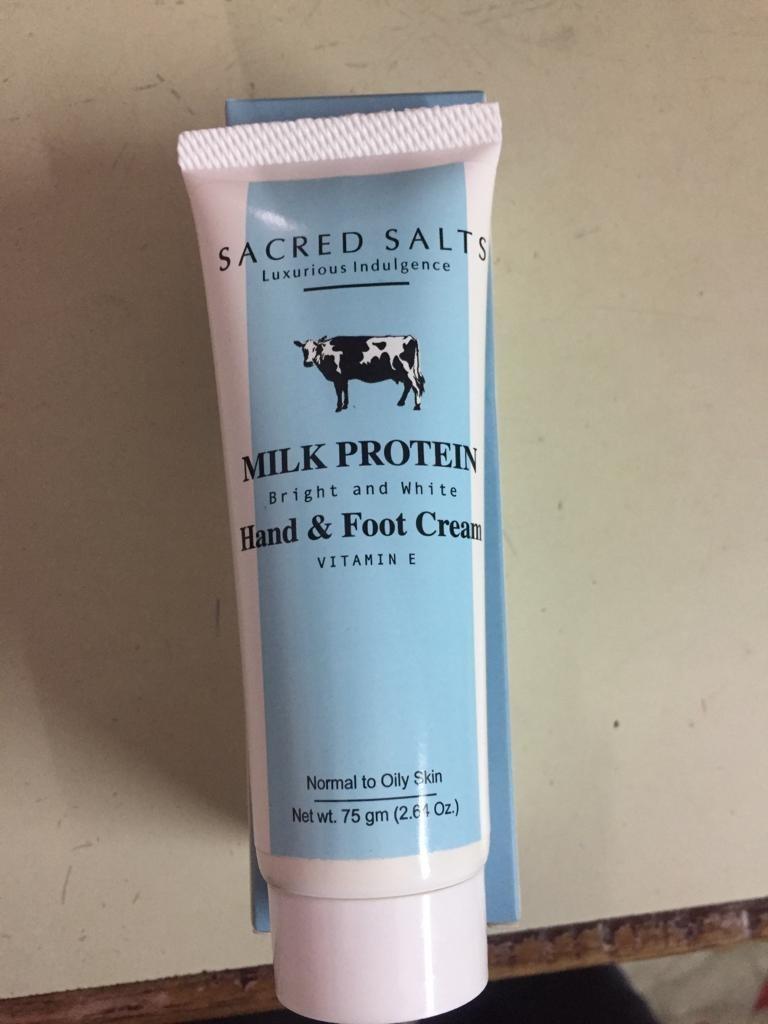 SACRED SALTS
Luxurious Indulgence
MILK PROTEIN
Bright and White
Hand & Foot Cream
VITAMIN E
Normal to Oily Skin
Net wt. 75 gm (2.64 Oz.)